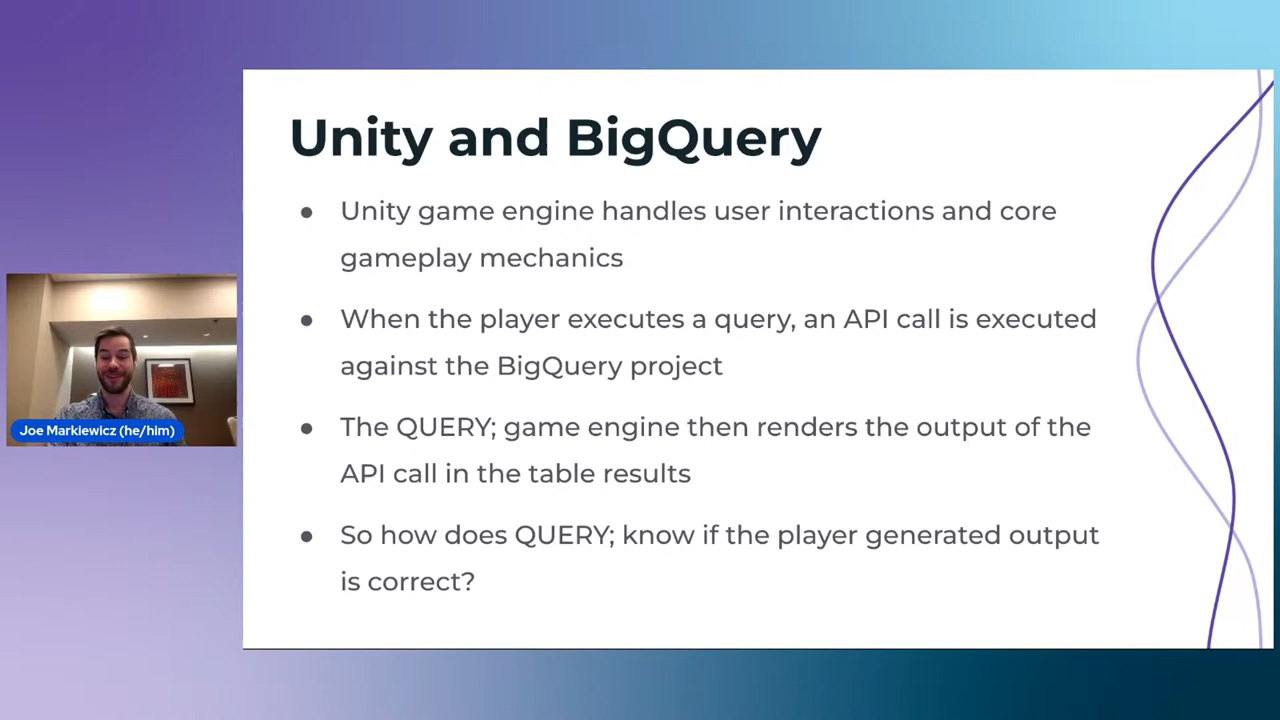 Unity and BigQuery
● Unity game engine handles user interactions and core
gameplay mechanics
● When the player executes a query, an API call is executed
against the BigQuery project
● The QUERY; game engine then renders the output of the
API call in the table results
● So how does QUERY; know if the player generated output
is correct?
Joe Markiewicz (he/him)